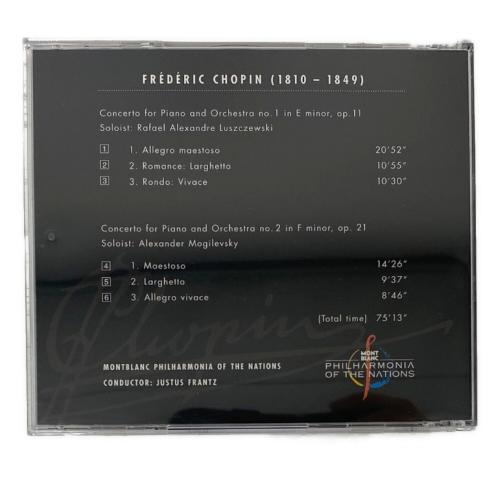 FRÉDÉRIC CHOPIN (1810 – 1849)
Concerto for Piano and Orchestra no.1 in E minor, op.11
Soloist: Rafael Alexandre Luszczewski
1 1. Allegro maestoso 20'52"
2 2. Romance: Larghetto 10'55"
3 3. Rondo: Vivace 10'30"
Concerto for Piano and Orchestra no.2 in F minor, op. 21
Soloist: Alexander Mogilevsky
4 1. Maestoso 14'26"
5 2. Larghetto 9'37"
6 3. Allegro vivace 8'46"
(Total time) 75'13"
Chopin
MONTBLANC PHILHARMONIA OF THE NATIONS
CONDUCTOR: JUSTUS FRANTZ
MONT
BLANC
PHILHARMONIA
OF THE NATIONS